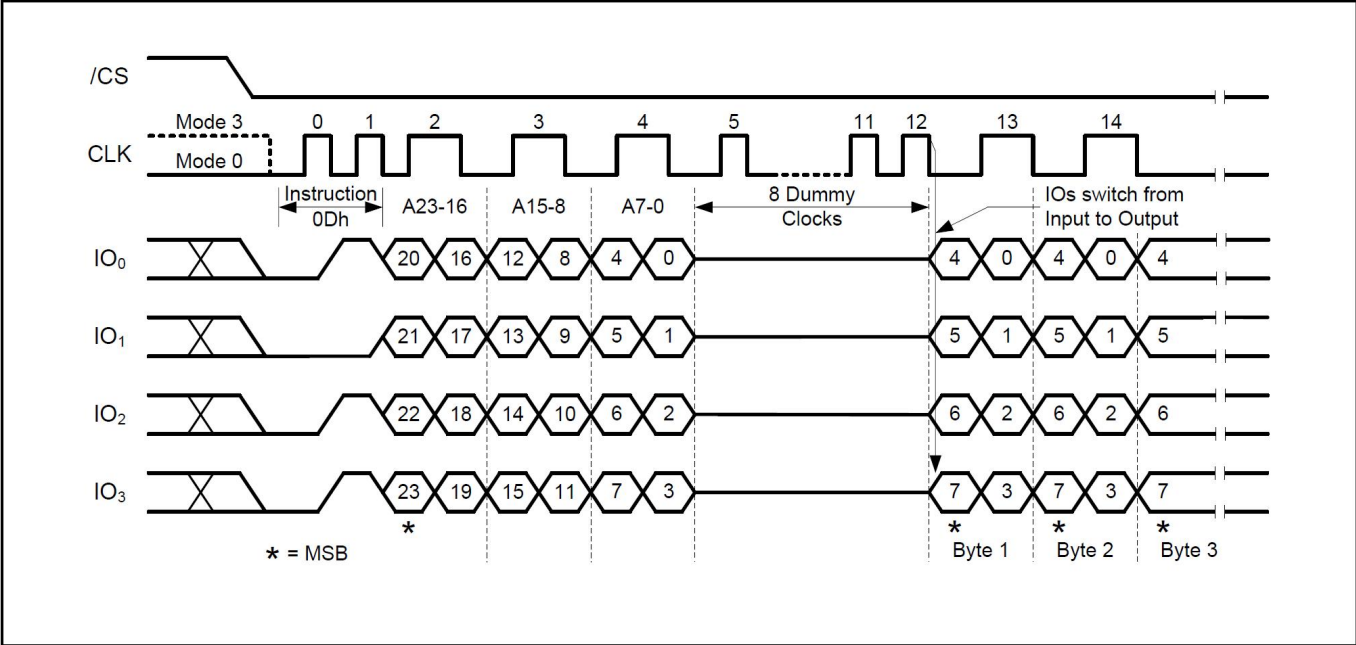 /CS
Mode 3 0 1 2 3 4 5 11 12 13 14
CLK
Mode 0
Instruction 8 Dummy IOs switch from
0Dh A23-16 A15-8 A7-0 Clocks Input to Output
IO₀ 20 16 12 8 4 0 4 0 4 0 4
IO₁ 21 17 13 9 5 1 5 1 5 1 5
IO₂ 22 18 14 10 6 2 6 2 6 2 6
IO₃ 23 19 15 11 7 3 7 3 7 3 7
* * * *
* = MSB Byte 1 Byte 2 Byte 3